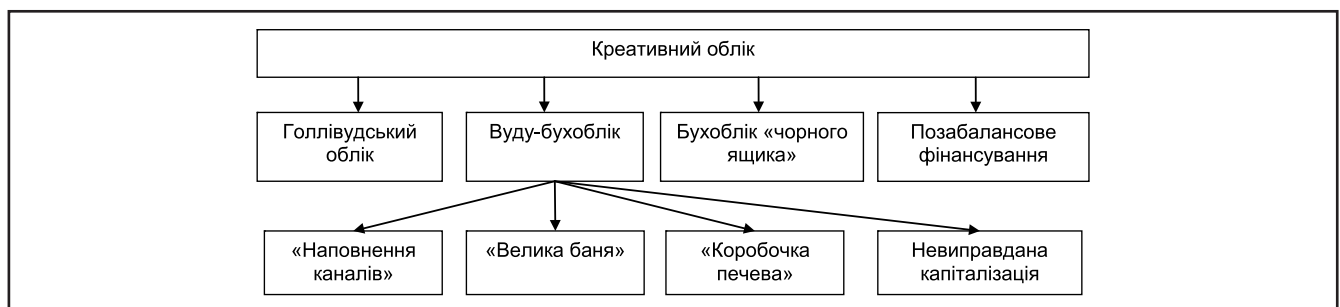 Креативний облік
Голлівудський
облік
Вуду-бухоблік
Бухоблік «чорного
ящика»
Позабалансове
фінансування
«Наповнення
каналів»
«Велика баня»
«Коробочка
печева»
Невиправдана
капіталізація